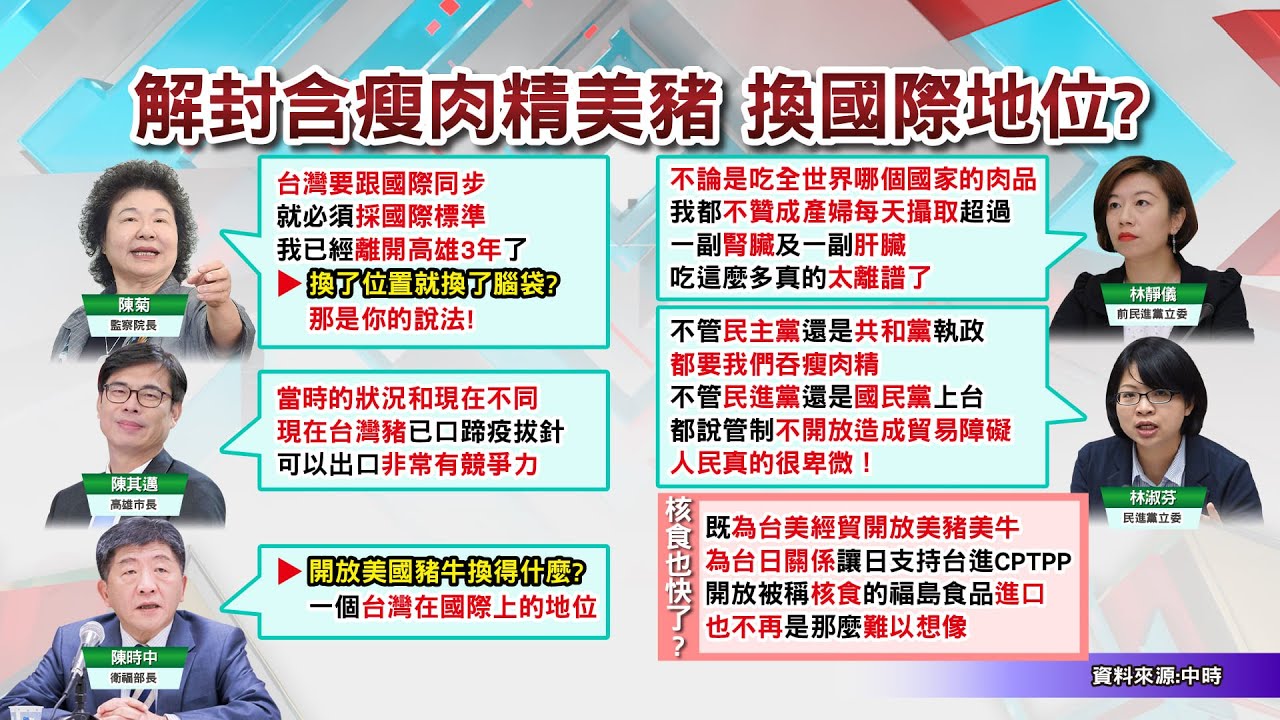 解封含瘦肉精美豬 換國際地位?
台灣要跟國際同步
就必須採國際標準
我已經離開高雄3年了
▶換了位置就換了腦袋?
那是你的說法!
陳菊
監察院長
當時的狀況和現在不同
現在台灣豬已口蹄疫拔針
可以出口非常有競爭力
陳其邁
高雄市長
▶開放美國豬牛換得什麼?
一個台灣在國際上的地位
陳時中
衛福部長
不論是吃全世界哪個國家的肉品
我都不贊成產婦每天攝取超過
一副腎臟及一副肝臟
吃這麼多真的太離譜了
林靜儀
前民進黨立委
不管民主黨還是共和黨執政
都要我們吞瘦肉精
不管民進黨還是國民黨上台
都說管制不開放造成貿易障礙
人民真的很卑微!
林淑芬
民進黨立委
核食也快了?
既為台美經貿開放美豬美牛
為台日關係讓日支持台進CPTPP
開放被稱核食的福島食品進口
也不再是那麼難以想像
資料來源:中時